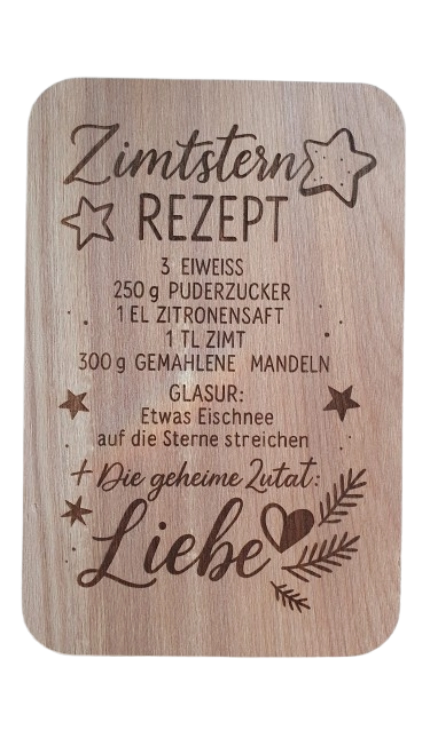 Zimtstern
REZEPT
3 EIWEISS
250 g PUDERZUCKER
1 EL ZITRONENSAFT
1 TL ZIMT
300 g GEMAHLENE MANDELN
GLASUR:
Etwas Eischnee
auf die Sterne streichen
+ Die geheime Zutat:
Liebe